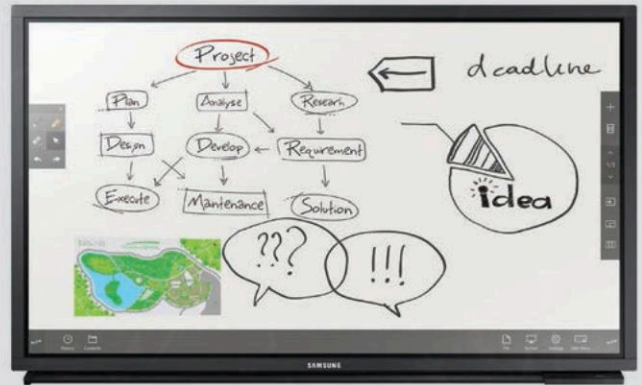 Project
deadline
Plan
Analyse
Research
Design
Develop
Requirement
idea
Execute
Maintenance
Solution
???
!!!
SAMSUNG